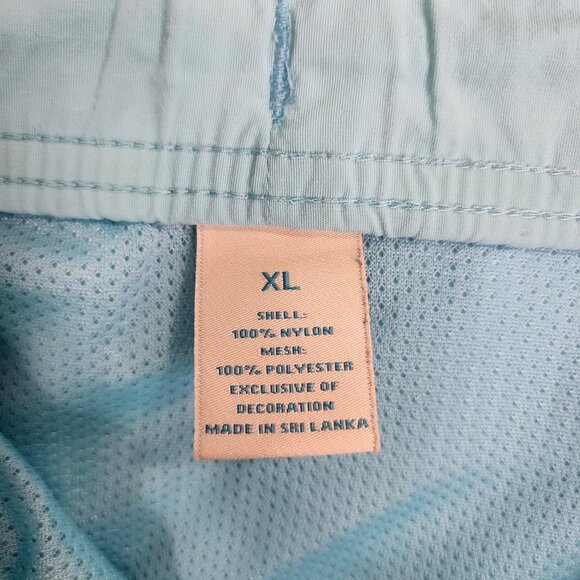 XL
SHELL:
100% NYLON
MESH:
100% POLYESTER
EXCLUSIVE OF
DECORATION
MADE IN SRI LANKA